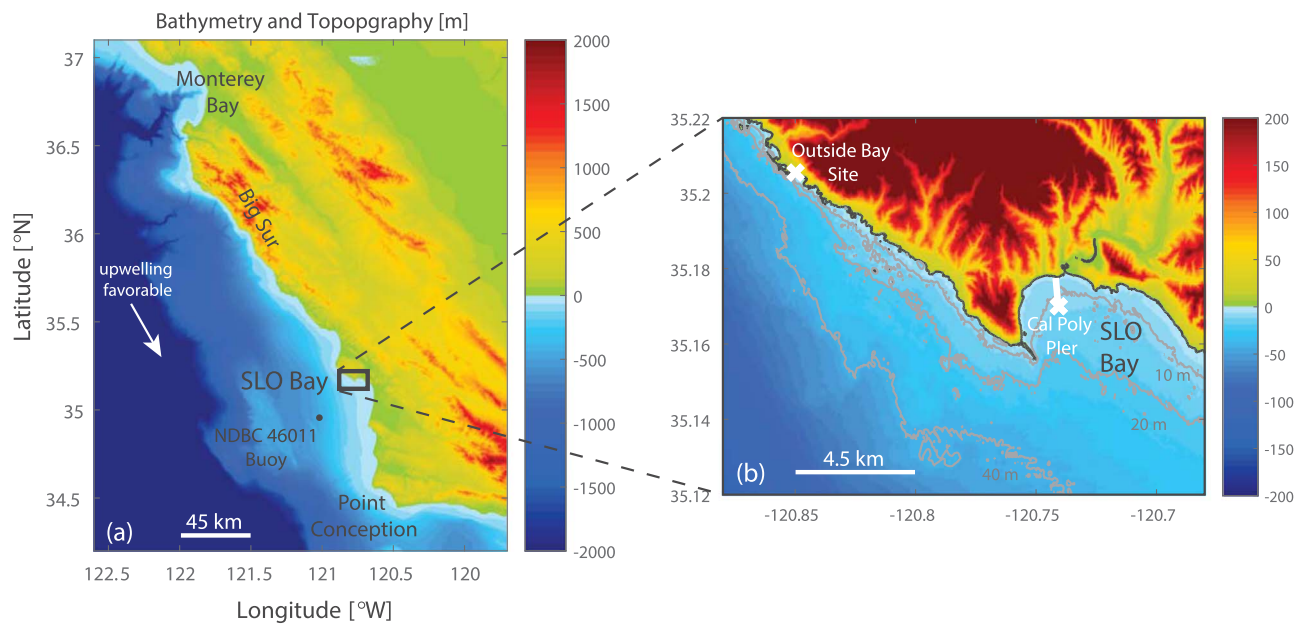 Bathymetry and Topopgraphy [m]
37
36.5
36
35.5
35
34.5
Latitude [°N]
Monterey
Bay
Big Sur
upwelling
favorable
SLO Bay
NDBC 46011
Buoy
Point
Conception
(a)
45 km
122.5
122
121.5
121
120.5
120
Longitude [°W]
2000
1500
1000
500
0
-500
-1000
-1500
-2000
35.22
35.2
35.18
35.16
35.14
35.12
Outside Bay
Site
Cal Poly
Pier
SLO
Bay
10 m
20 m
40 m
(b)
4.5 km
-120.85
-120.8
-120.75
-120.7
200
150
100
50
0
-50
-100
-150
-200